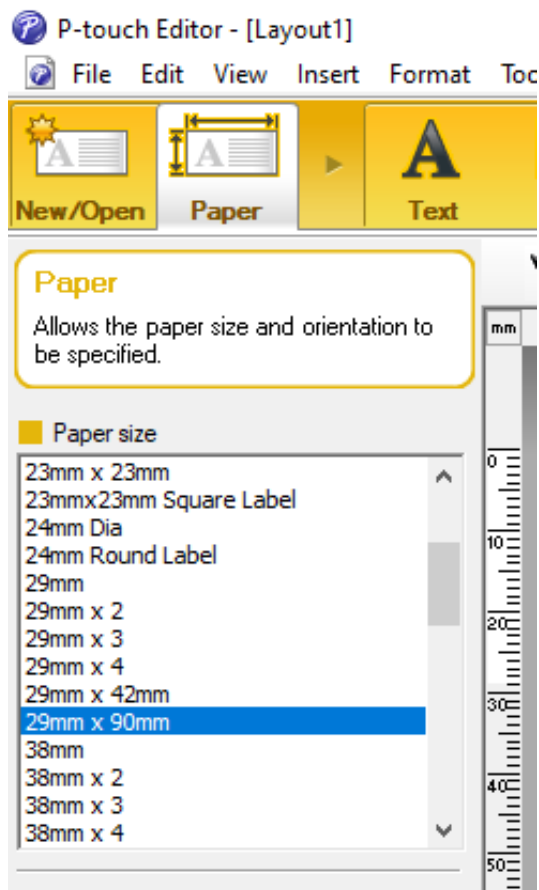 P-touch Editor - [Layout1]
File Edit View Insert Format
New/Open Paper Text
Paper
Allows the paper size and orientation to
be specified.
mm
Paper size
23mm x 23mm
23mmx23mm Square Label
24mm Dia
24mm Round Label
29mm
29mm x 2
29mm x 3
29mm x 4
29mm x 42mm
29mm x 90mm
38mm
38mm x 2
38mm x 3
38mm x 4
0
10
20
30
40
50